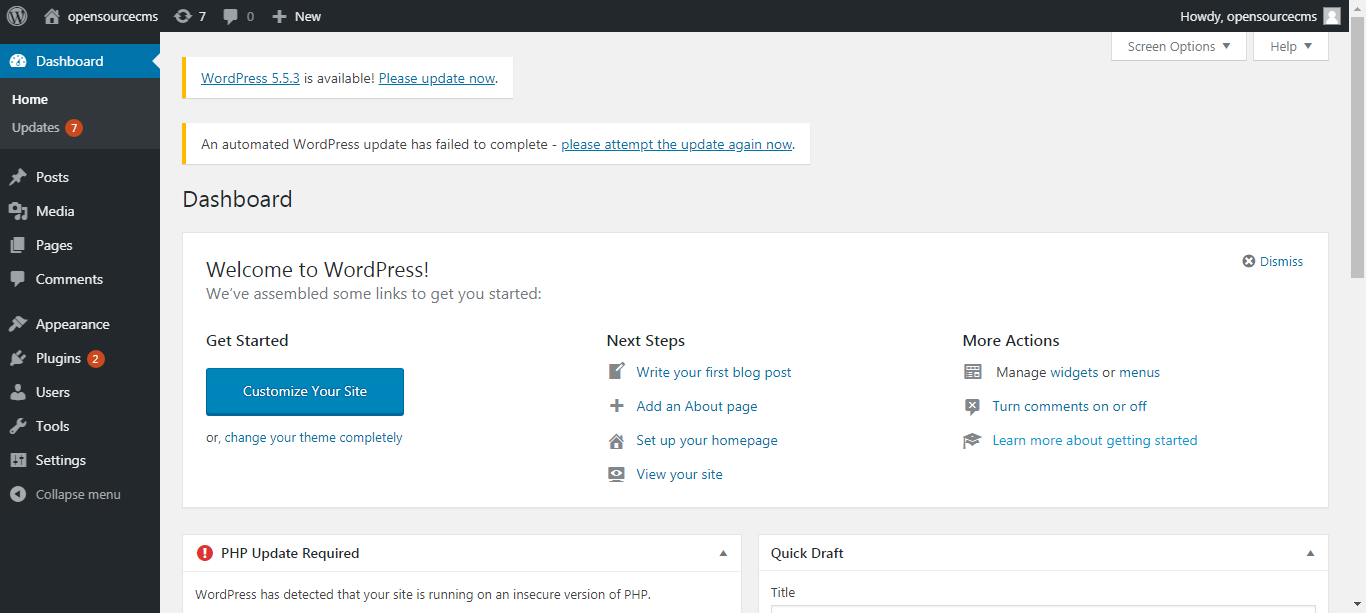 opensourcecms 7 0 New Howdy, opensourcecms
Screen Options Help
Dashboard
Home
Updates 7
Posts
Media
Pages
Comments
Appearance
Plugins 2
Users
Tools
Settings
Collapse menu
WordPress 5.5.3 is available! Please update now.
An automated WordPress update has failed to complete - please attempt the update again now.
Dashboard
Welcome to WordPress!
Dismiss
We've assembled some links to get you started:
Get Started
Customize Your Site
or, change your theme completely
Next Steps
Write your first blog post
Add an About page
Set up your homepage
View your site
More Actions
Manage widgets or menus
Turn comments on or off
Learn more about getting started
PHP Update Required
WordPress has detected that your site is running on an insecure version of PHP.
Quick Draft
Title